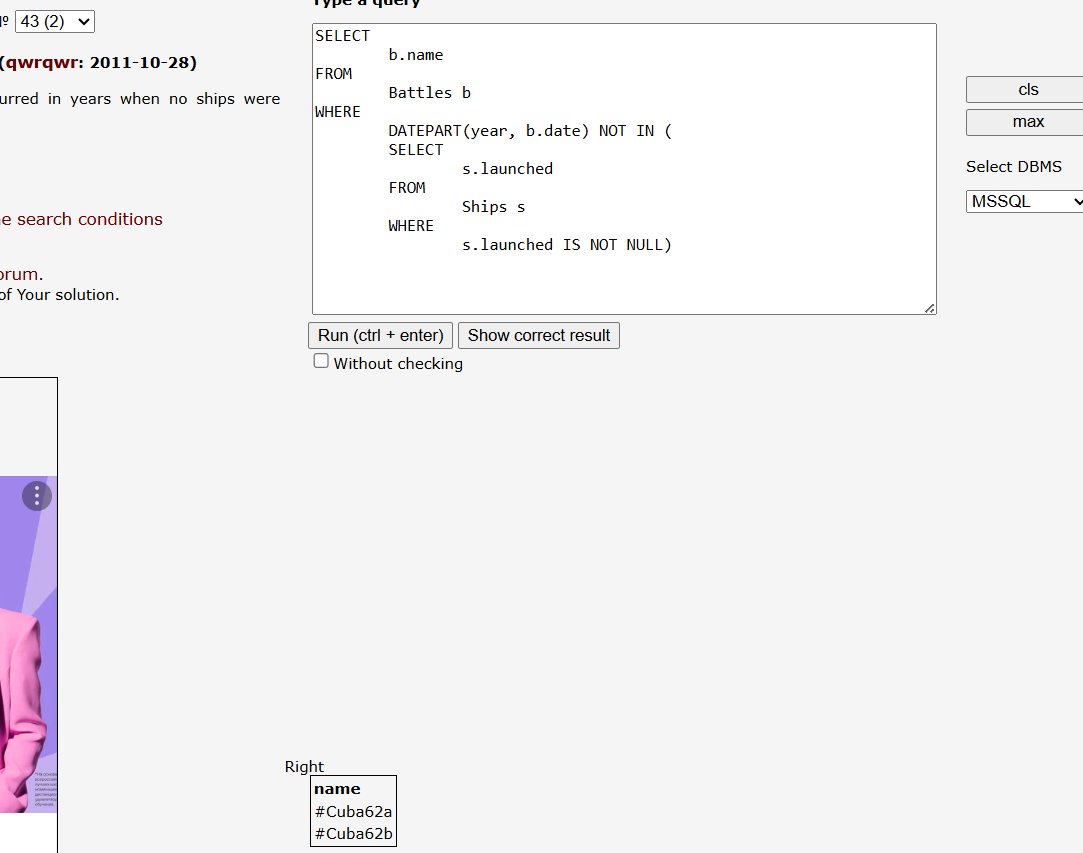 Type a query
43 (2)
(qwrqwr: 2011-10-28)
urred in years when no ships were
e search conditions
orum.
of Your solution.
SELECT
b.name
FROM
Battles b
WHERE
DATEPART(year, b.date) NOT IN (
SELECT
s.launched
FROM
Ships s
WHERE
s.launched IS NOT NULL)
Run (ctrl + enter) Show correct result
Without checking
cls
max
Select DBMS
MSSQL
Right
name
#Cuba62a
#Cuba62b